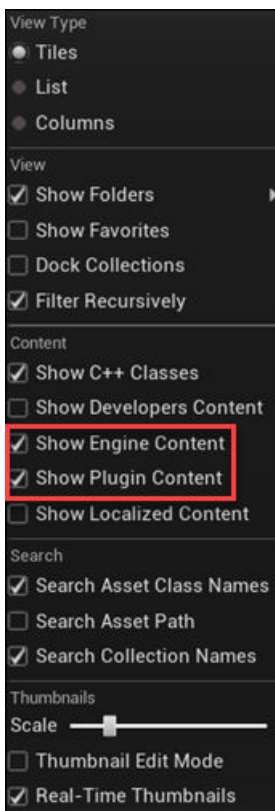 View Type
Tiles
List
Columns
View
Show Folders
Show Favorites
Dock Collections
Filter Recursively
Content
Show C++ Classes
Show Developers Content
Show Engine Content
Show Plugin Content
Show Localized Content
Search
Search Asset Class Names
Search Asset Path
Search Collection Names
Thumbnails
Scale
Thumbnail Edit Mode
Real-Time Thumbnails